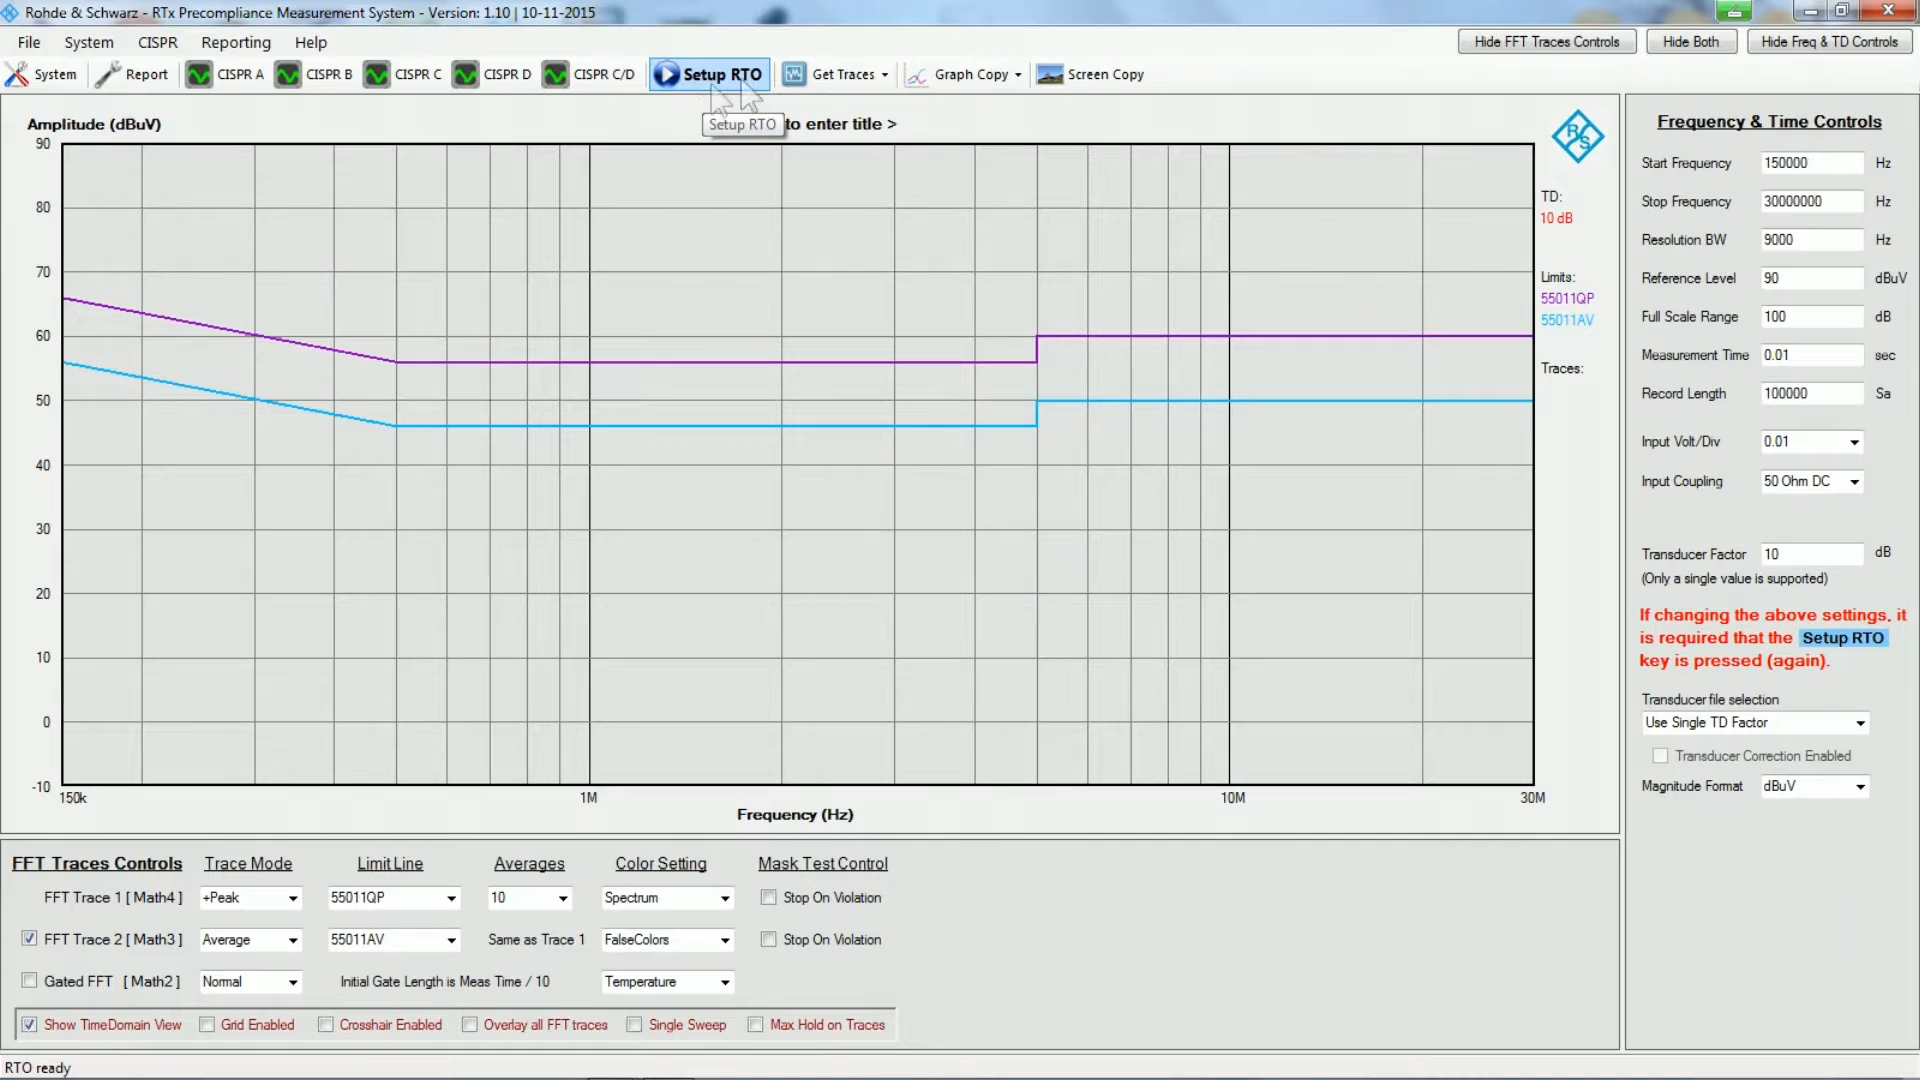 Rohde & Schwarz - RTx Precompliance Measurement System - Version: 1.10 | 10-11-2015
File System CISPR Reporting Help
Hide FFT Traces Controls Hide Both Hide Freq & TD Controls
System Report CISPR A CISPR B CISPR C CISPR D CISPR C/D Setup RTO Get Traces Graph Copy Screen Copy
Setup RTO
Amplitude (dBuV)
to enter title >
90
80
70
60
50
40
30
20
10
0
-10
150k 1M 10M 30M
Frequency (Hz)
R S
TD:
10 dB
Limits:
55011QP
55011AV
Traces:
Frequency & Time Controls
Start Frequency 150000 Hz
Stop Frequency 30000000 Hz
Resolution BW 9000 Hz
Reference Level 90 dBuV
Full Scale Range 100 dB
Measurement Time 0.01 sec
Record Length 100000 Sa
Input Volt/Div 0.01
Input Coupling 50 Ohm DC
Transducer Factor 10 dB
(Only a single value is supported)
If changing the above settings, it
is required that the Setup RTO
key is pressed (again).
Transducer file selection
Use Single TD Factor
Transducer Correction Enabled
Magnitude Format dBuV
FFT Traces Controls Trace Mode Limit Line Averages Color Setting Mask Test Control
FFT Trace 1 [ Math4 ] +Peak 55011QP 10 Spectrum Stop On Violation
FFT Trace 2 [ Math3 ] Average 55011AV Same as Trace 1 FalseColors Stop On Violation
Gated FFT [ Math2 ] Normal Initial Gate Length is Meas Time / 10 Temperature
Show TimeDomain View Grid Enabled Crosshair Enabled Overlay all FFT traces Single Sweep Max Hold on Traces
RTO ready